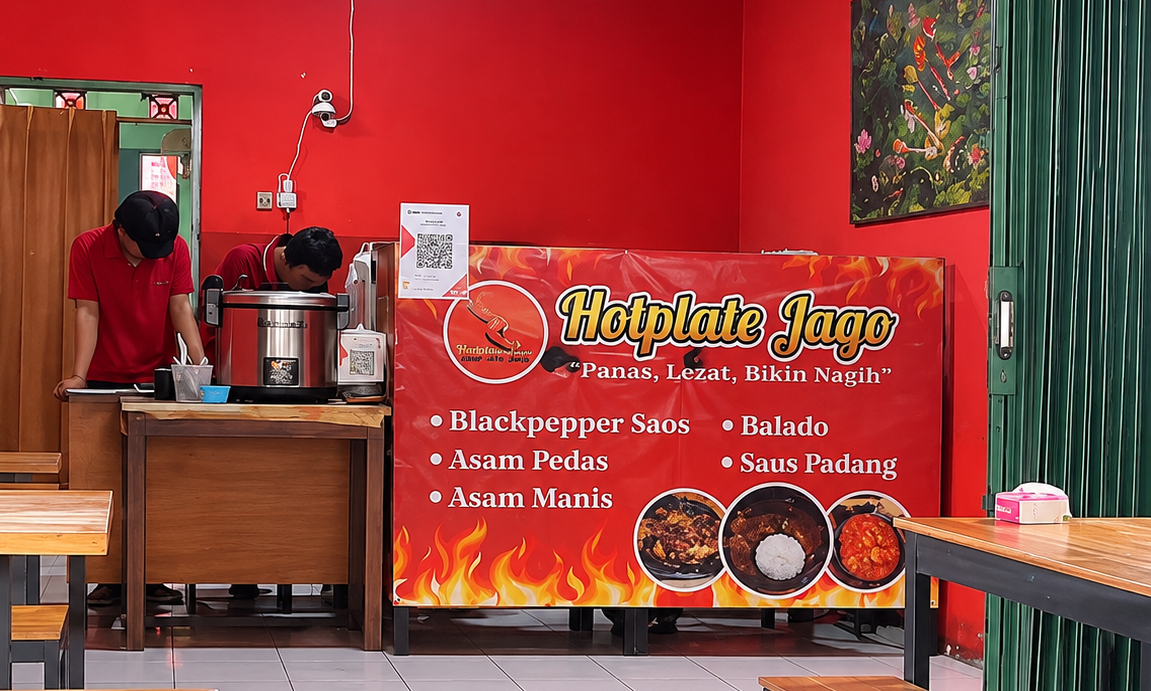 Hotplate Jago
"Panas, Lezat, Bikin Nagih"
• Blackpepper Saos
• Asam Pedas
• Asam Manis
• Balado
• Saus Padang